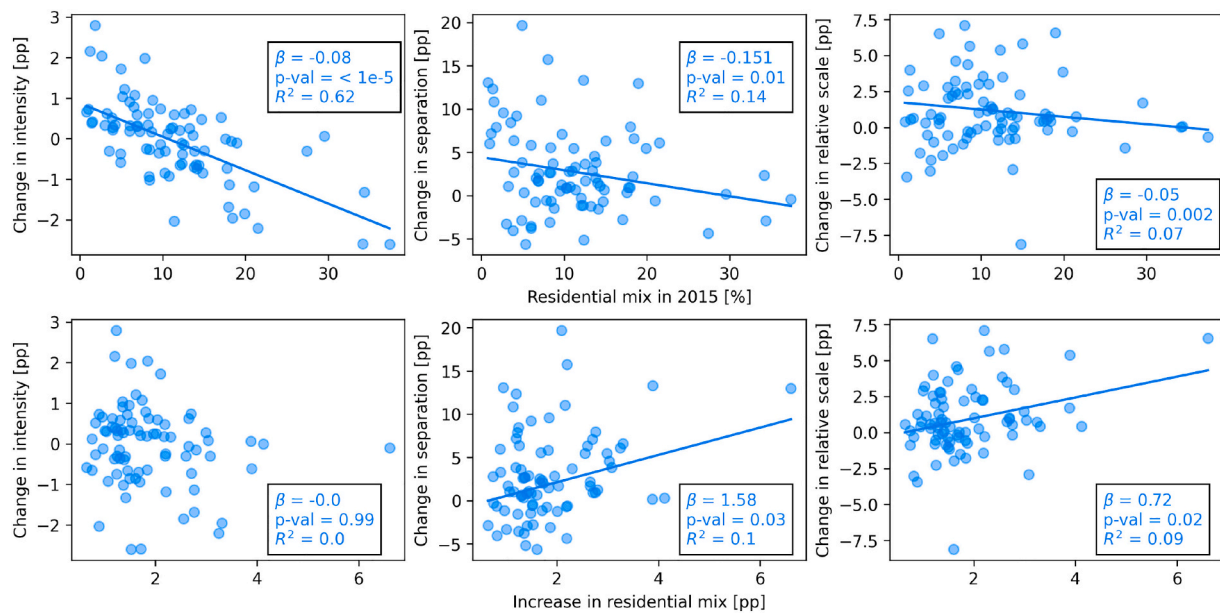 Change in intensity [pp]
3
2
1
0
−1
−2
0 10 20 30
β = -0.08
p-val = < 1e-5
R² = 0.62
Change in separation [pp]
20
15
10
5
0
−5
0 10 20 30
β = -0.151
p-val = 0.01
R² = 0.14
Change in relative scale [pp]
7.5
5.0
2.5
0.0
−2.5
−5.0
−7.5
0 10 20 30
β = -0.05
p-val = 0.002
R² = 0.07
Residential mix in 2015 [%]
Change in intensity [pp]
3
2
1
0
−1
−2
2 4 6
β = -0.0
p-val = 0.99
R² = 0.0
Change in separation [pp]
20
15
10
5
0
−5
2 4 6
β = 1.58
p-val = 0.03
R² = 0.1
Change in relative scale [pp]
7.5
5.0
2.5
0.0
−2.5
−5.0
−7.5
2 4 6
β = 0.72
p-val = 0.02
R² = 0.09
Increase in residential mix [pp]